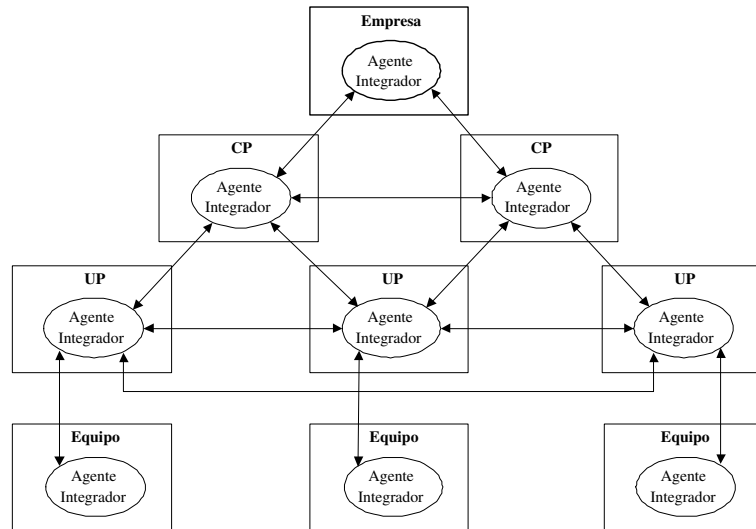 Empresa
Agente
Integrador
CP
Agente
Integrador
CP
Agente
Integrador
UP
Agente
Integrador
UP
Agente
Integrador
UP
Agente
Integrador
Equipo
Agente
Integrador
Equipo
Agente
Integrador
Equipo
Agente
Integrador